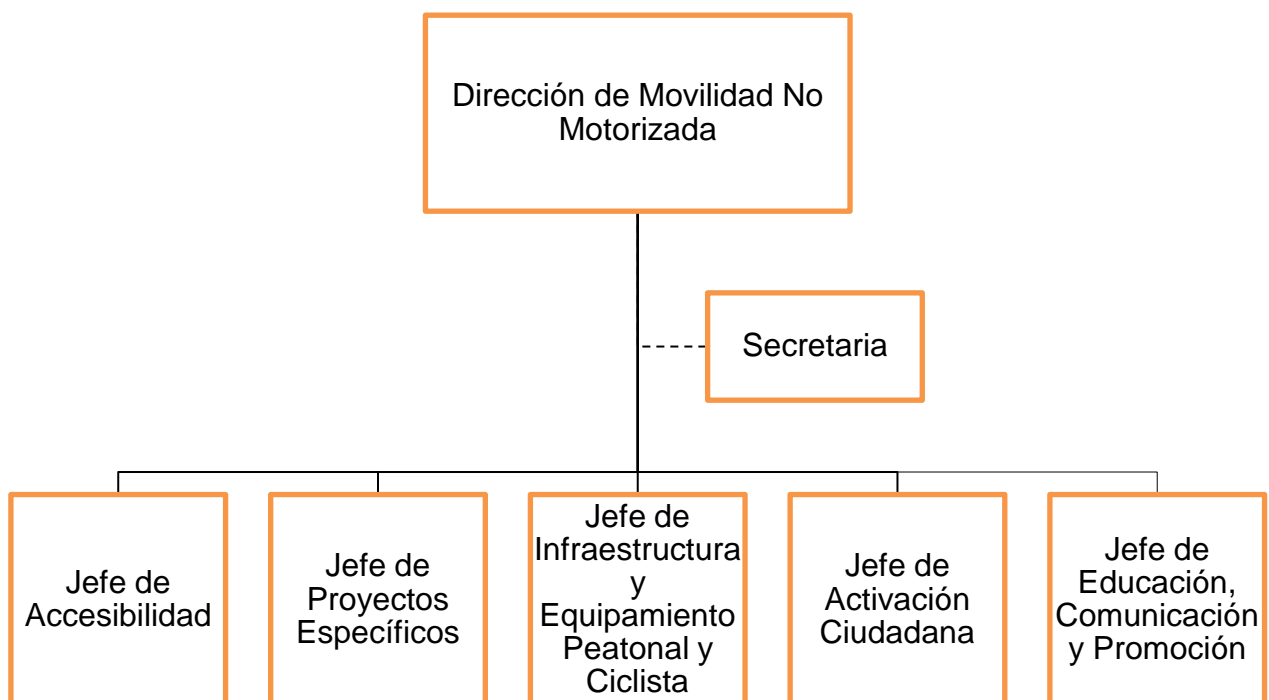 Dirección de Movilidad No
Motorizada
Secretaria
Jefe de
Accesibilidad
Jefe de
Proyectos
Específicos
Jefe de
Infraestructura
y
Equipamiento
Peatonal y
Ciclista
Jefe de
Activación
Ciudadana
Jefe de
Educación,
Comunicación
y Promoción